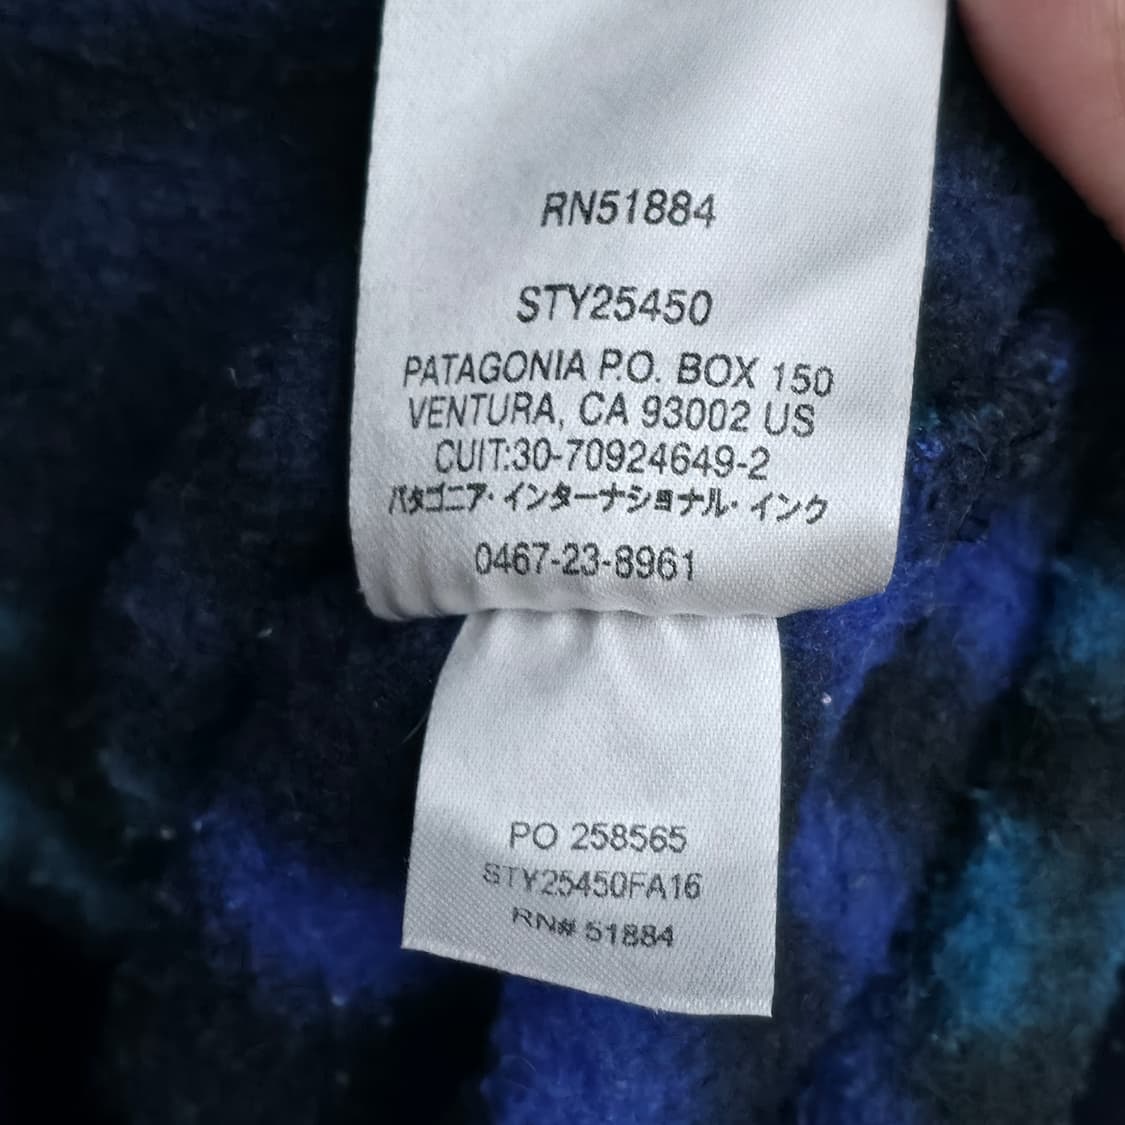 RN51884
STY25450
PATAGONIA P.O. BOX 150
VENTURA, CA 93002 US
CUIT:30-70924649-2
パタゴニア・インターナショナル・インク
0467-23-8961
PO 258565
STY25450FA16
RN# 51884